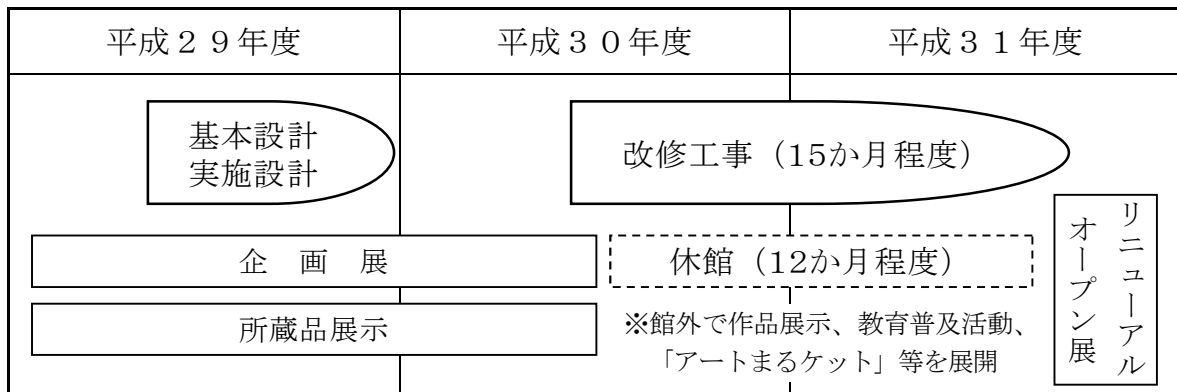 平成２９年度
平成３０年度
平成３１年度
基本設計
実施設計
改修工事（15か月程度）
企　画　展
休館（12か月程度）
所蔵品展示
※館外で作品展示、教育普及活動、
「アートまるケット」等を展開
リニューアル
オープン展